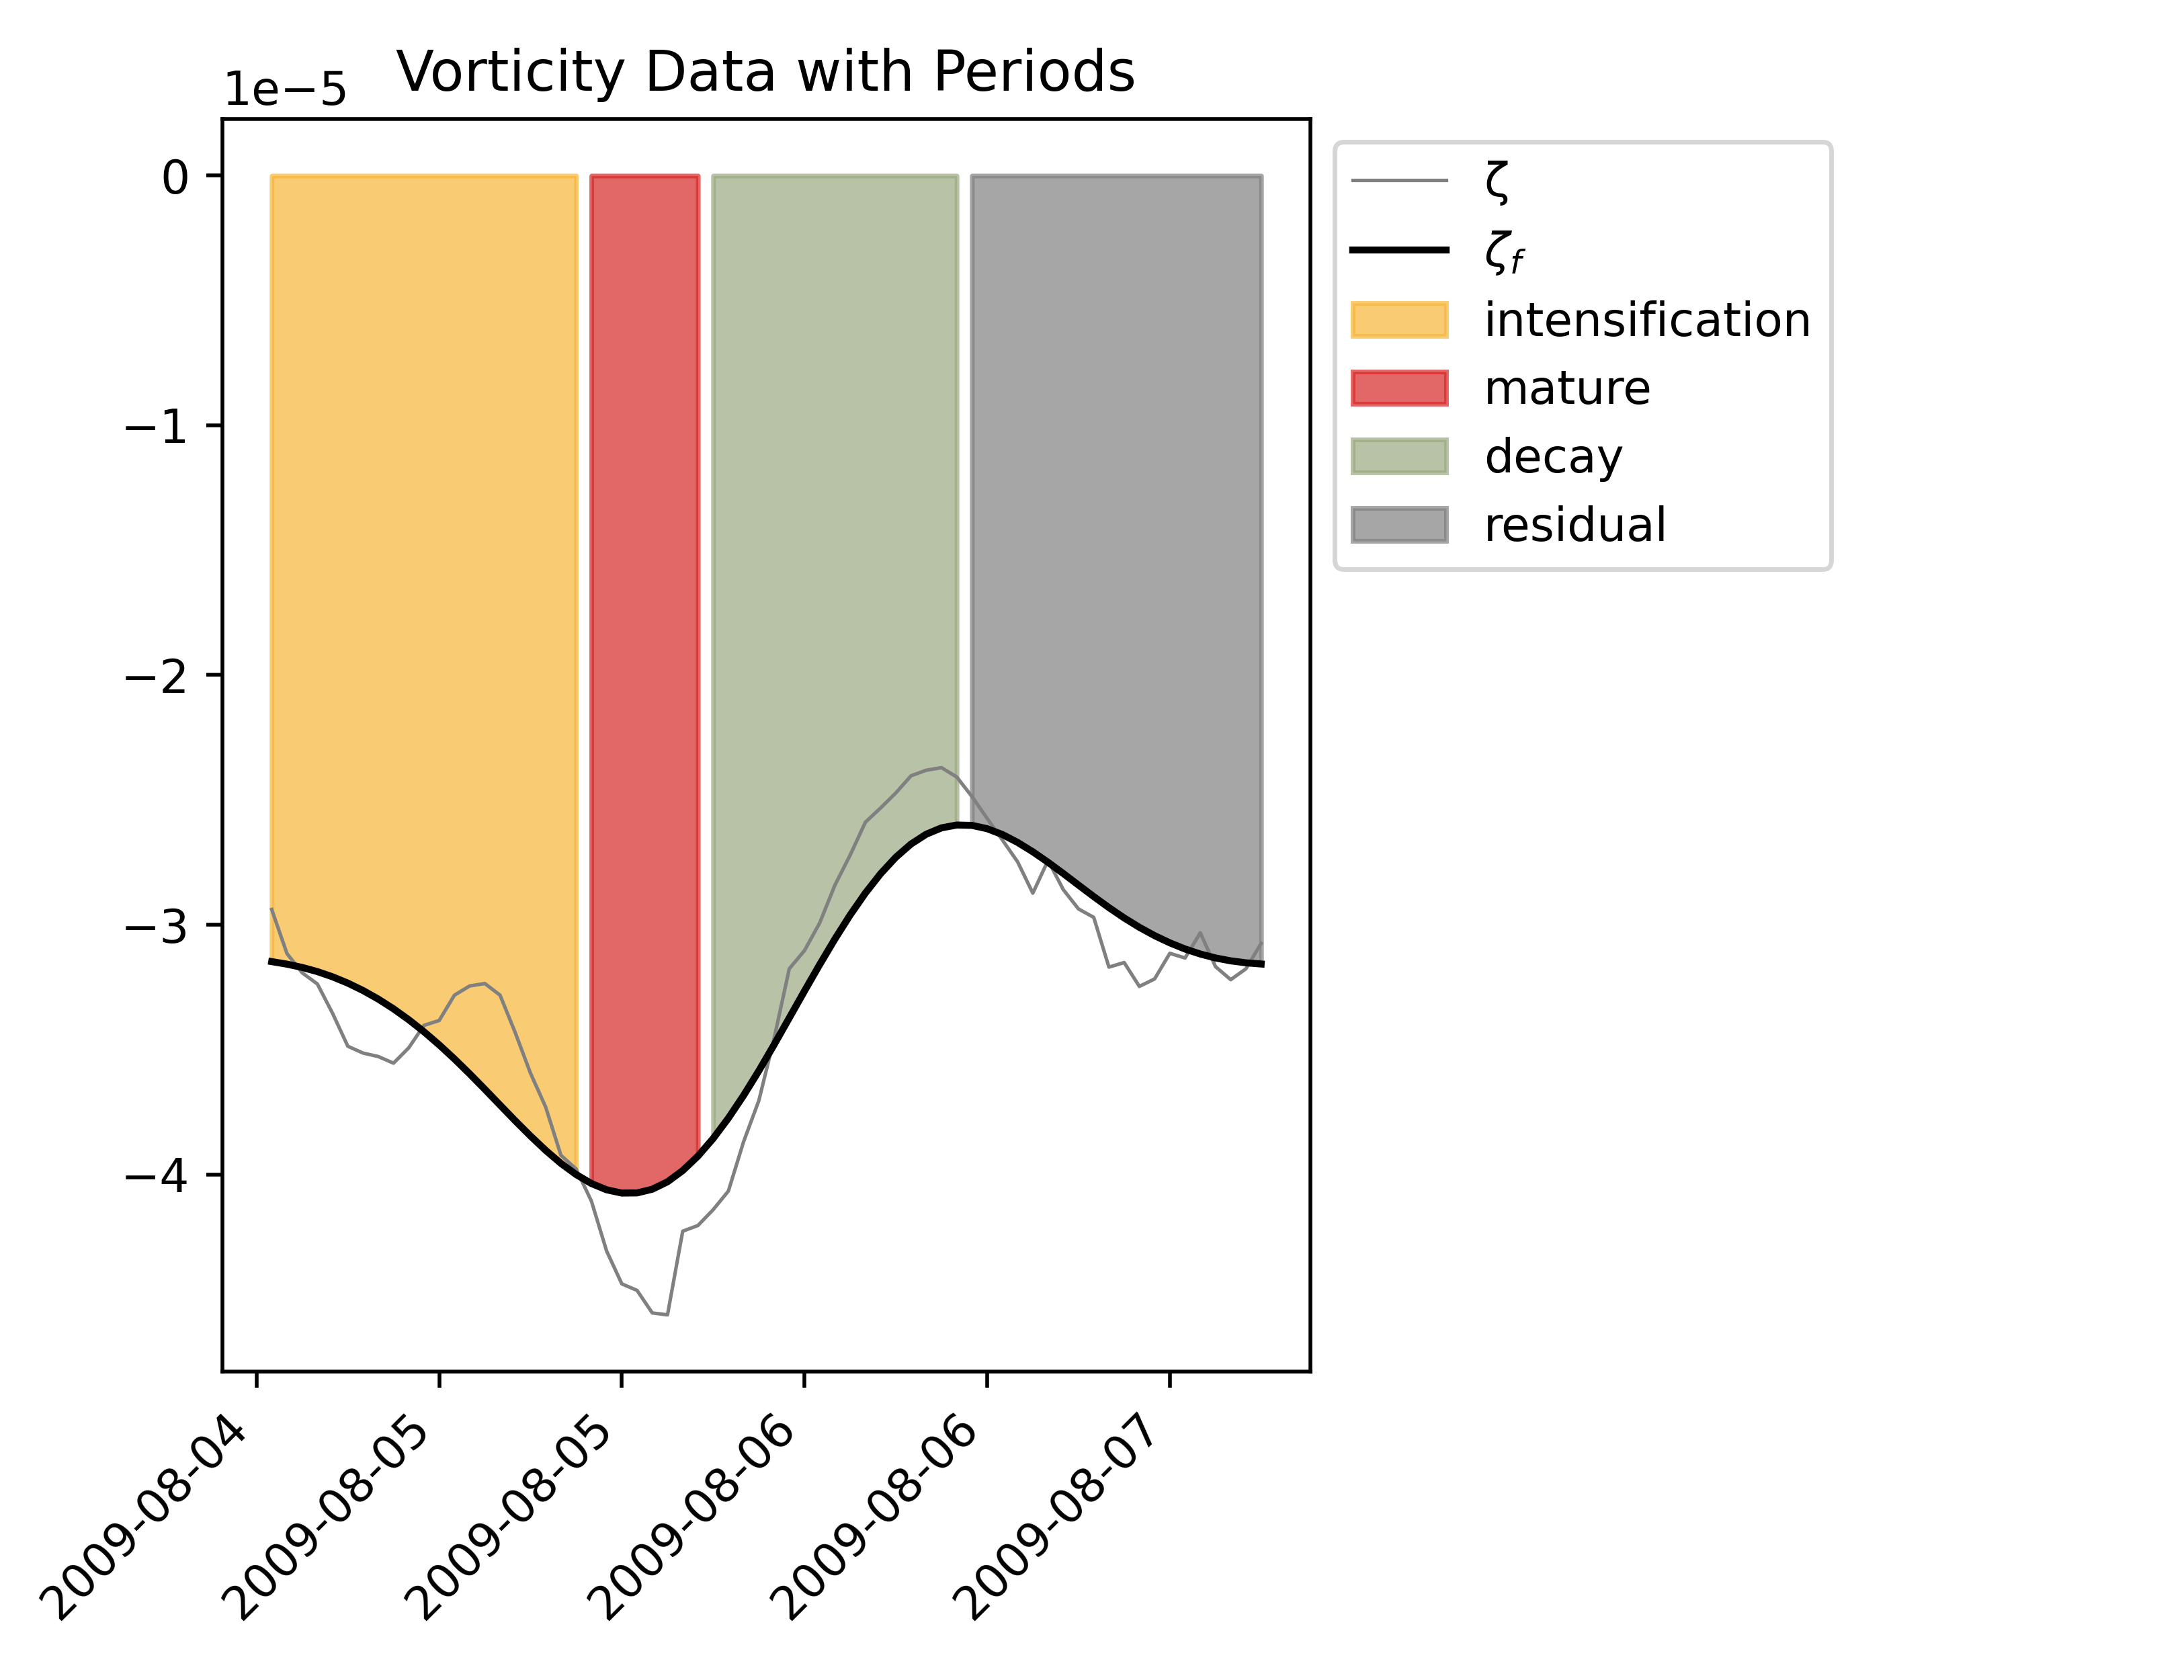 Vorticity Data with Periods
1e−5
0
−1
−2
−3
−4
2009-08-04
2009-08-05
2009-08-05
2009-08-06
2009-08-06
2009-08-07
ζ
ζf
intensification
mature
decay
residual